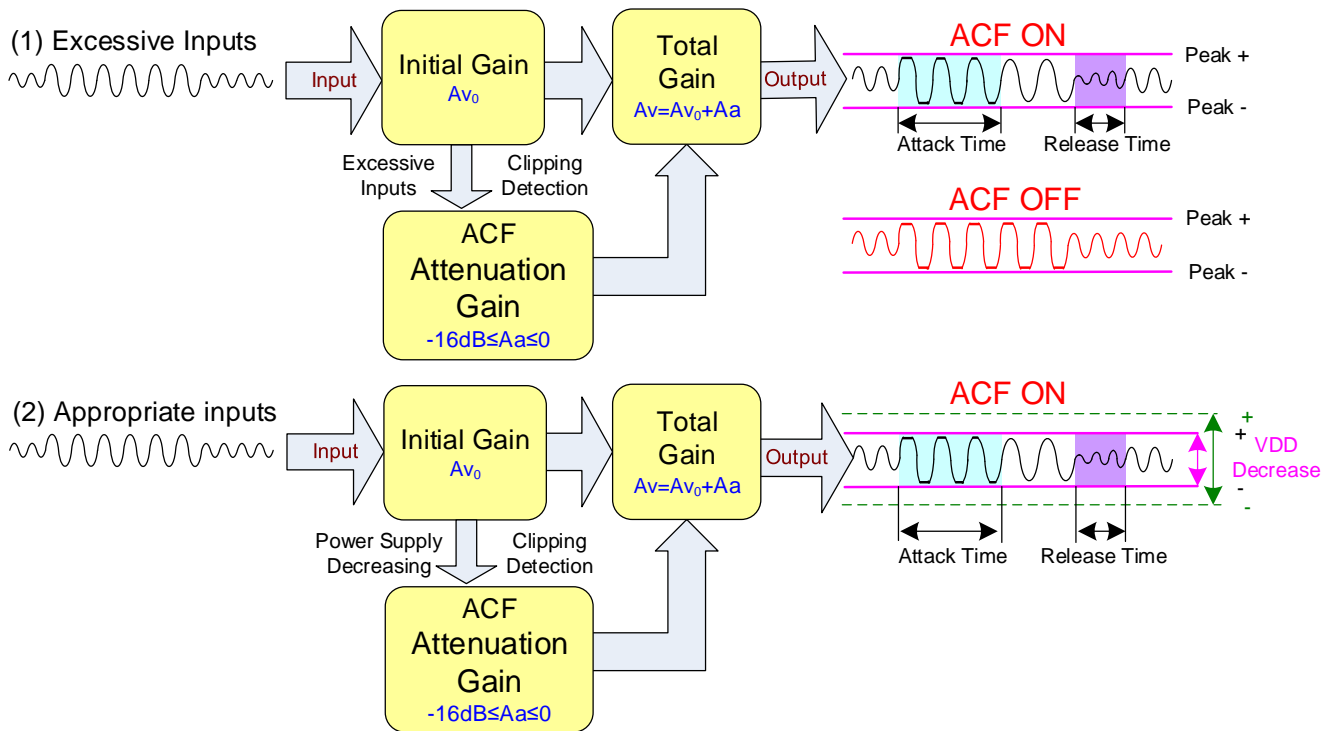 (1) Excessive Inputs
Input
Initial Gain
Av₀
Excessive Inputs
Clipping Detection
ACF
Attenuation
Gain
-16dB≤Aa≤0
Total
Gain
Av=Av₀+Aa
Output
ACF ON
Peak +
Peak -
Attack Time
Release Time
ACF OFF
Peak +
Peak -
(2) Appropriate inputs
Input
Initial Gain
Av₀
Power Supply
Decreasing
Clipping
Detection
ACF
Attenuation
Gain
-16dB≤Aa≤0
Total
Gain
Av=Av₀+Aa
Output
ACF ON
+
+
VDD
Decrease
-
-
Attack Time
Release Time